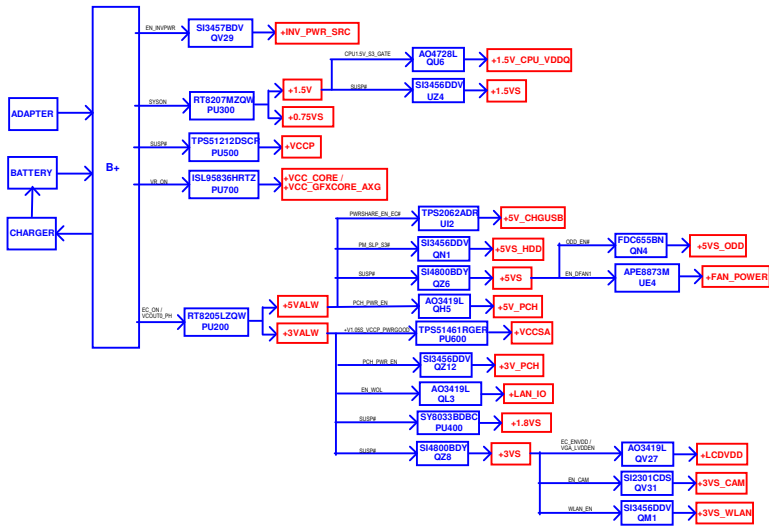 EN_INVPWR
SI3457BDV
QV29
+INV_PWR_SRC
CPU1.5V_S3_GATE
AO4728L
QU6
+1.5V_CPU_VDDQ
SUSP#
SI3456DDV
UZ4
+1.5VS
ADAPTER
SYSON
RT8207MZQW
PU300
+1.5V
+0.75VS
SUSP#
TPS51212DSCR
PU500
+VCCP
BATTERY
B+
VR_ON
ISL95836HRTZ
PU700
+VCC_CORE /
+VCC_GFXCORE_AXG
CHARGER
PWRSHARE_EN_EC#
TPS2062ADR
UI2
+5V_CHGUSB
PM_SLP_S3#
SI3456DDV
QN1
+5VS_HDD
ODD_EN#
FDC655BN
QN4
+5VS_ODD
SUSP#
SI4800BDY
QZ6
+5VS
EN_DFAN1
APE8873M
UE4
+FAN_POWER
EC_ON /
VCOUT0_PH
RT8205LZQW
PU200
+5VALW
PCH_PWR_EN
AO3419L
QH5
+5V_PCH
+3VALW
+V1.05S_VCCP_PWRGOOD
TPS51461RGER
PU600
+VCCSA
PCH_PWR_EN
SI3456DDV
QZ12
+3V_PCH
EN_WOL
AO3419L
QL3
+LAN_IO
SUSP#
SY8033BDBC
PU400
+1.8VS
SUSP#
SI4800BDY
QZ8
+3VS
EC_ENVDD /
VGA_LVDDEN
AO3419L
QV27
+LCDVDD
EN_CAM
SI2301CDS
QV31
+3VS_CAM
WLAN_EN
SI3456DDV
QM1
+3VS_WLAN